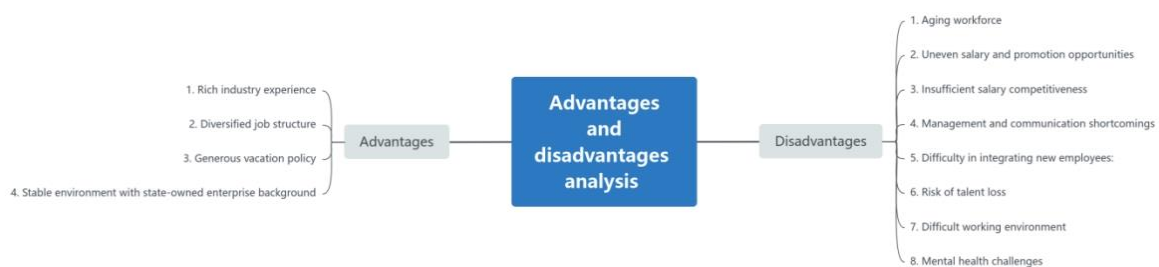 1. Rich industry experience
2. Diversified job structure
3. Generous vacation policy
4. Stable environment with state-owned enterprise background
Advantages
Advantages
and
disadvantages
analysis
Disadvantages
1. Aging workforce
2. Uneven salary and promotion opportunities
3. Insufficient salary competitiveness
4. Management and communication shortcomings
5. Difficulty in integrating new employees:
6. Risk of talent loss
7. Difficult working environment
8. Mental health challenges